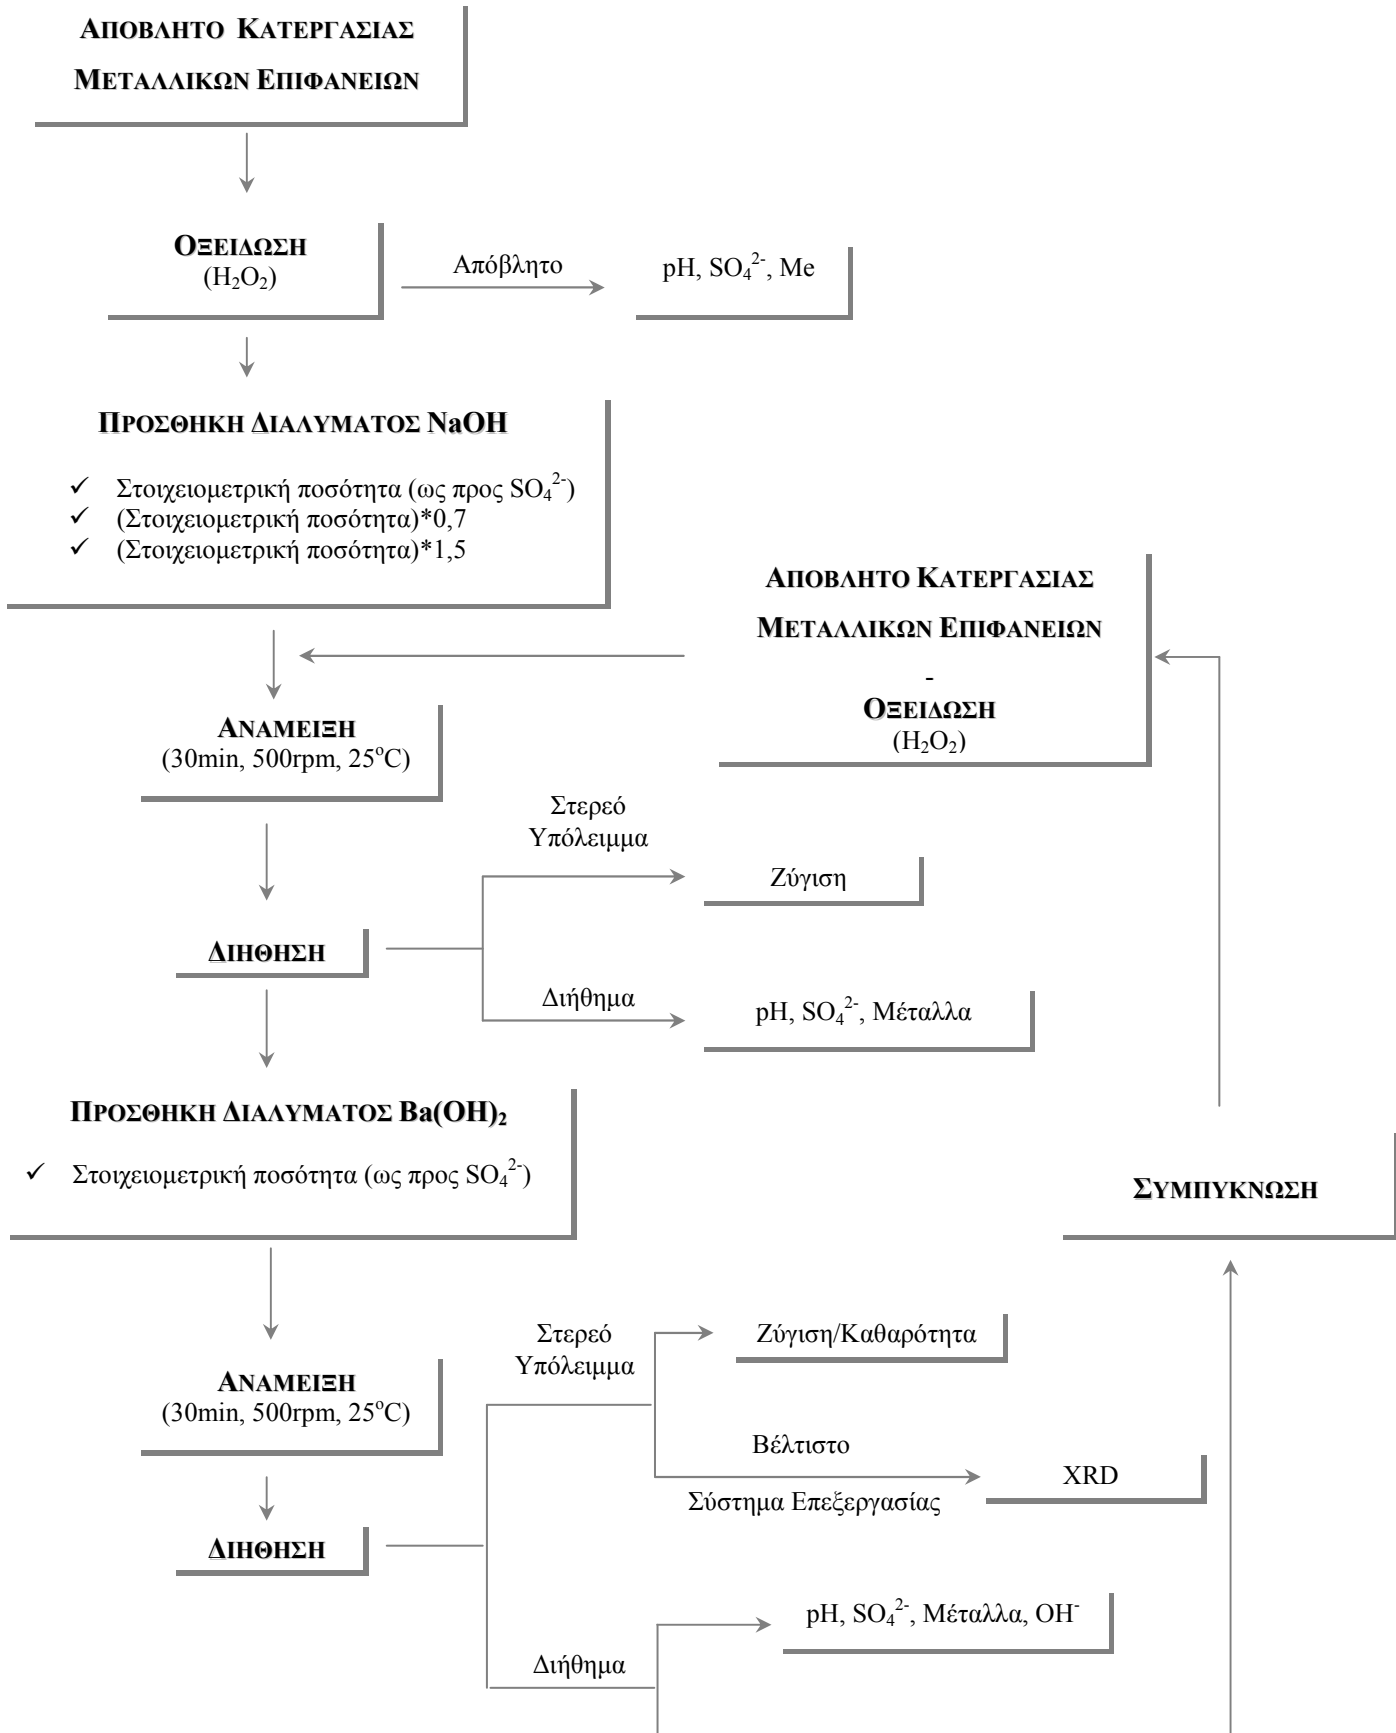 ΑΠΟΒΛΗΤΟ ΚΑΤΕΡΓΑΣΙΑΣ
ΜΕΤΑΛΛΙΚΩΝ ΕΠΙΦΑΝΕΙΩΝ
ΟΞΕΙΔΩΣΗ
(H₂O₂)
Απόβλητο
pH, SO₄²⁻, Me
ΠΡΟΣΘΗΚΗ ΔΙΑΛΥΜΑΤΟΣ NaOH
✓ Στοιχειομετρική ποσότητα (ως προς SO₄²⁻)
✓ (Στοιχειομετρική ποσότητα)*0,7
✓ (Στοιχειομετρική ποσότητα)*1,5
ΑΠΟΒΛΗΤΟ ΚΑΤΕΡΓΑΣΙΑΣ
ΜΕΤΑΛΛΙΚΩΝ ΕΠΙΦΑΝΕΙΩΝ
-
ΟΞΕΙΔΩΣΗ
(H₂O₂)
ΑΝΑΜΕΙΞΗ
(30min, 500rpm, 25°C)
Στερεό
Υπόλειμμα
Ζύγιση
ΔΙΗΘΗΣΗ
Διήθημα
pH, SO₄²⁻, Μέταλλα
ΠΡΟΣΘΗΚΗ ΔΙΑΛΥΜΑΤΟΣ Ba(OH)₂
✓ Στοιχειομετρική ποσότητα (ως προς SO₄²⁻)
ΣΥΜΠΥΚΝΩΣΗ
Στερεό
Υπόλειμμα
Ζύγιση/Καθαρότητα
ΑΝΑΜΕΙΞΗ
(30min, 500rpm, 25°C)
Βέλτιστο
Σύστημα Επεξεργασίας
XRD
ΔΙΗΘΗΣΗ
pH, SO₄²⁻, Μέταλλα, OH⁻
Διήθημα